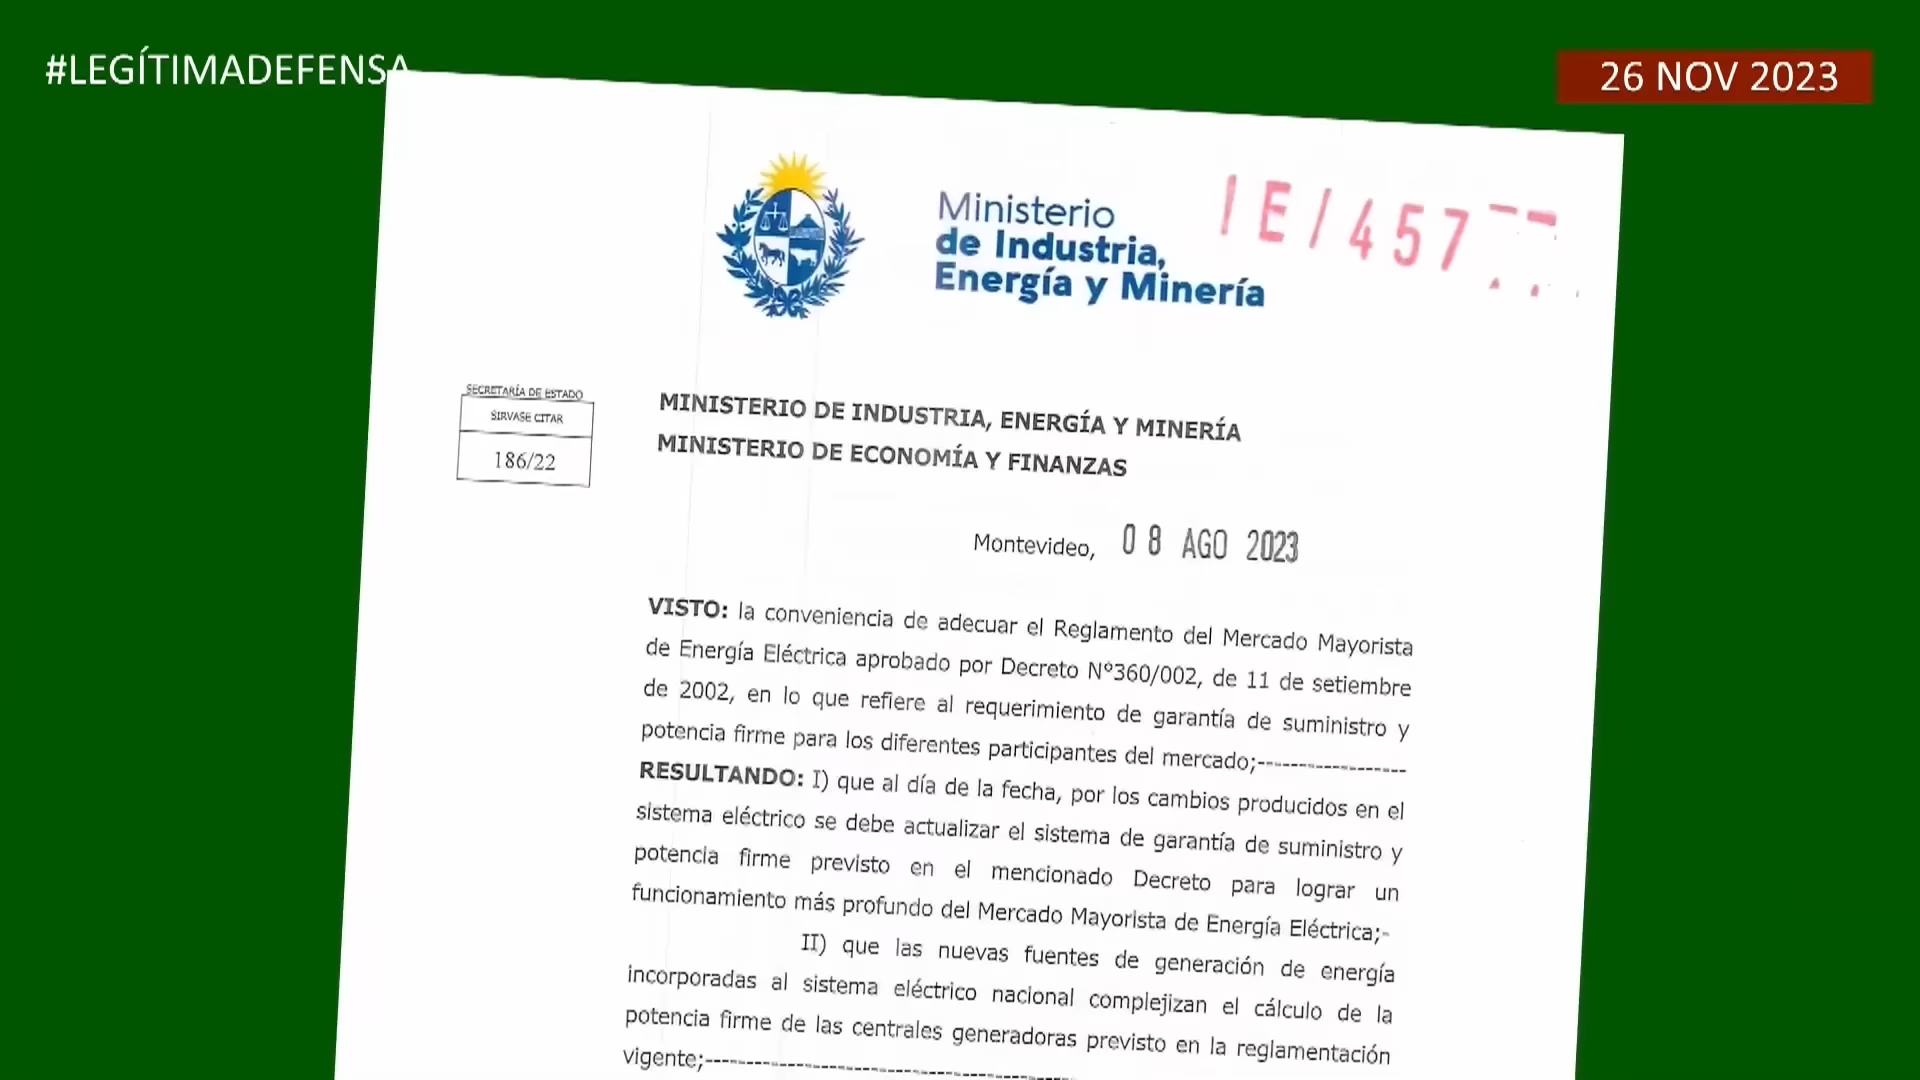 #LEGÍTIMADEFENSA
26 NOV 2023
Ministerio
de Industria,
Energía y Minería
IE/457
SECRETARÍA DE ESTADO
SIRVASE CITAR
186/22
MINISTERIO DE INDUSTRIA, ENERGÍA Y MINERÍA
MINISTERIO DE ECONOMÍA Y FINANZAS
Montevideo, 08 AGO 2023
VISTO: la conveniencia de adecuar el Reglamento del Mercado Mayorista
de Energía Eléctrica aprobado por Decreto Nº360/002, de 11 de setiembre
de 2002, en lo que refiere al requerimiento de garantía de suministro y
potencia firme para los diferentes participantes del mercado;------------------
RESULTANDO: I) que al día de la fecha, por los cambios producidos en el
sistema eléctrico se debe actualizar el sistema de garantía de suministro y
potencia firme previsto en el mencionado Decreto para lograr un
funcionamiento más profundo del Mercado Mayorista de Energía Eléctrica;-
II) que las nuevas fuentes de generación de energía
incorporadas al sistema eléctrico nacional complejizan el cálculo de la
potencia firme de las centrales generadoras previsto en la reglamentación
vigente;---------------------------------------------